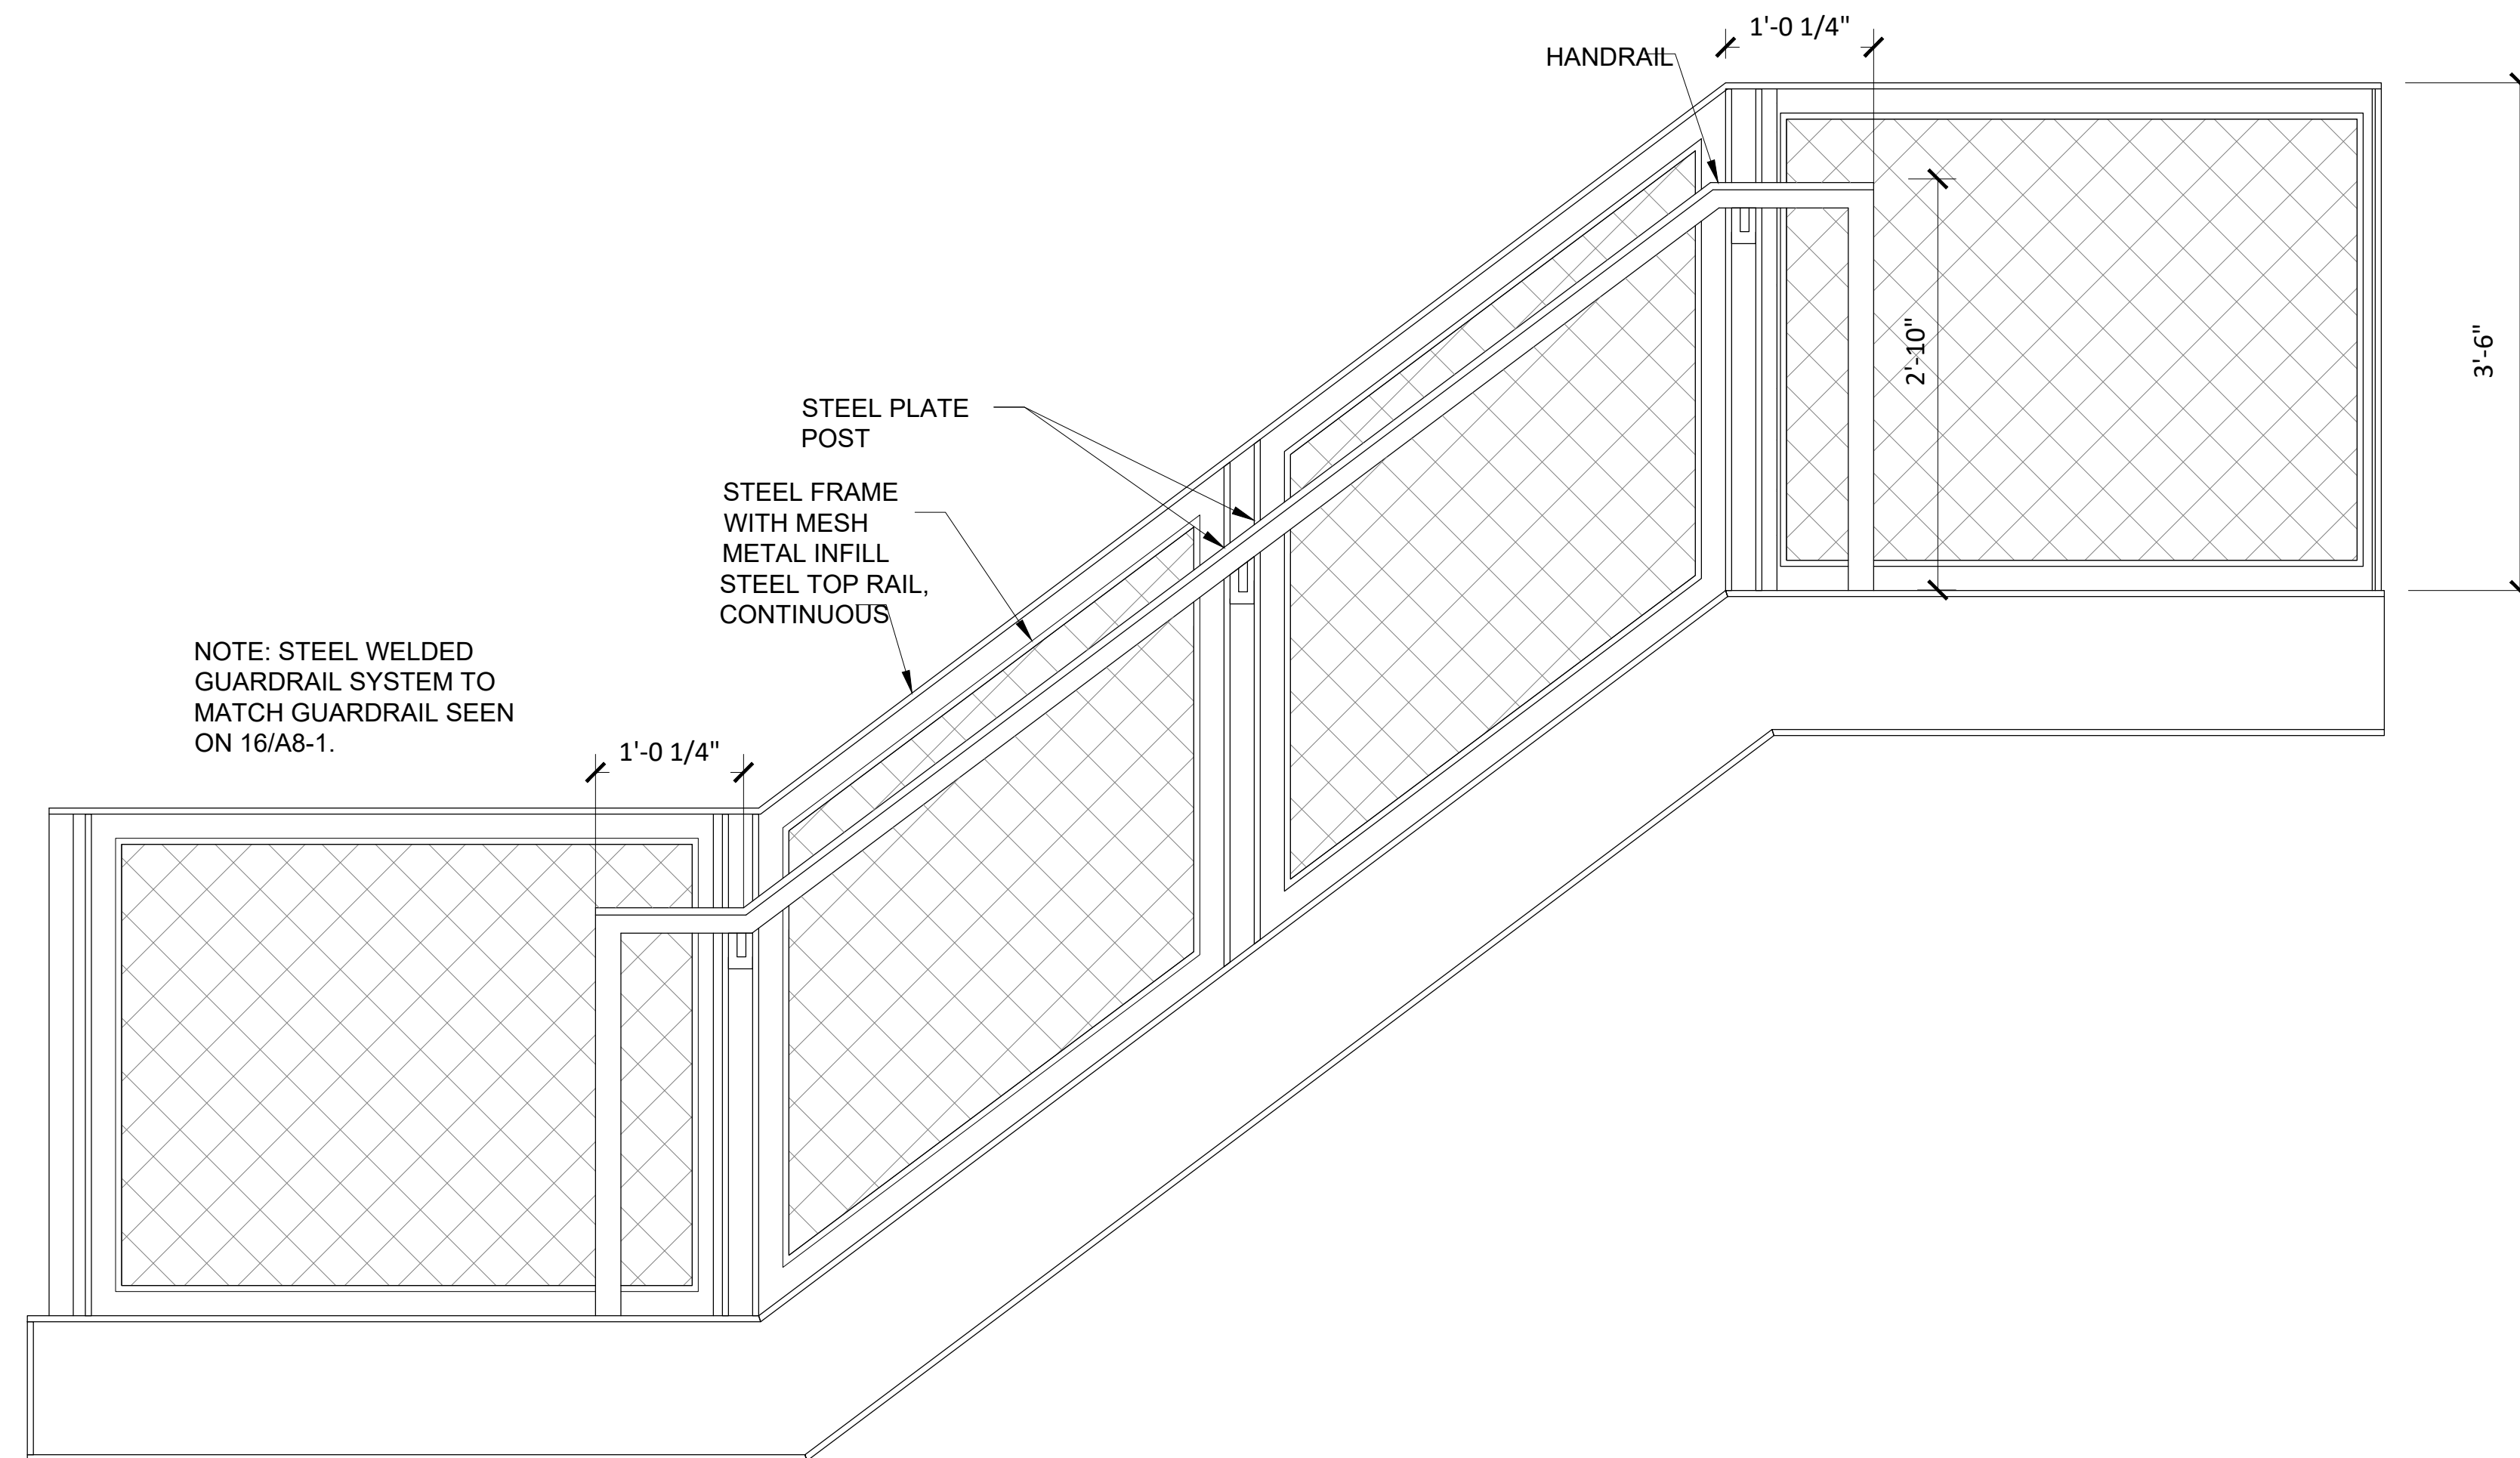 1'-0 1/4"
HANDRAIL
2'-10"
3'-6"
STEEL PLATE
POST
STEEL FRAME
WITH MESH
METAL INFILL
STEEL TOP RAIL,
CONTINUOUS
NOTE: STEEL WELDED
GUARDRAIL SYSTEM TO
MATCH GUARDRAIL SEEN
ON 16/A8-1.
1'-0 1/4"